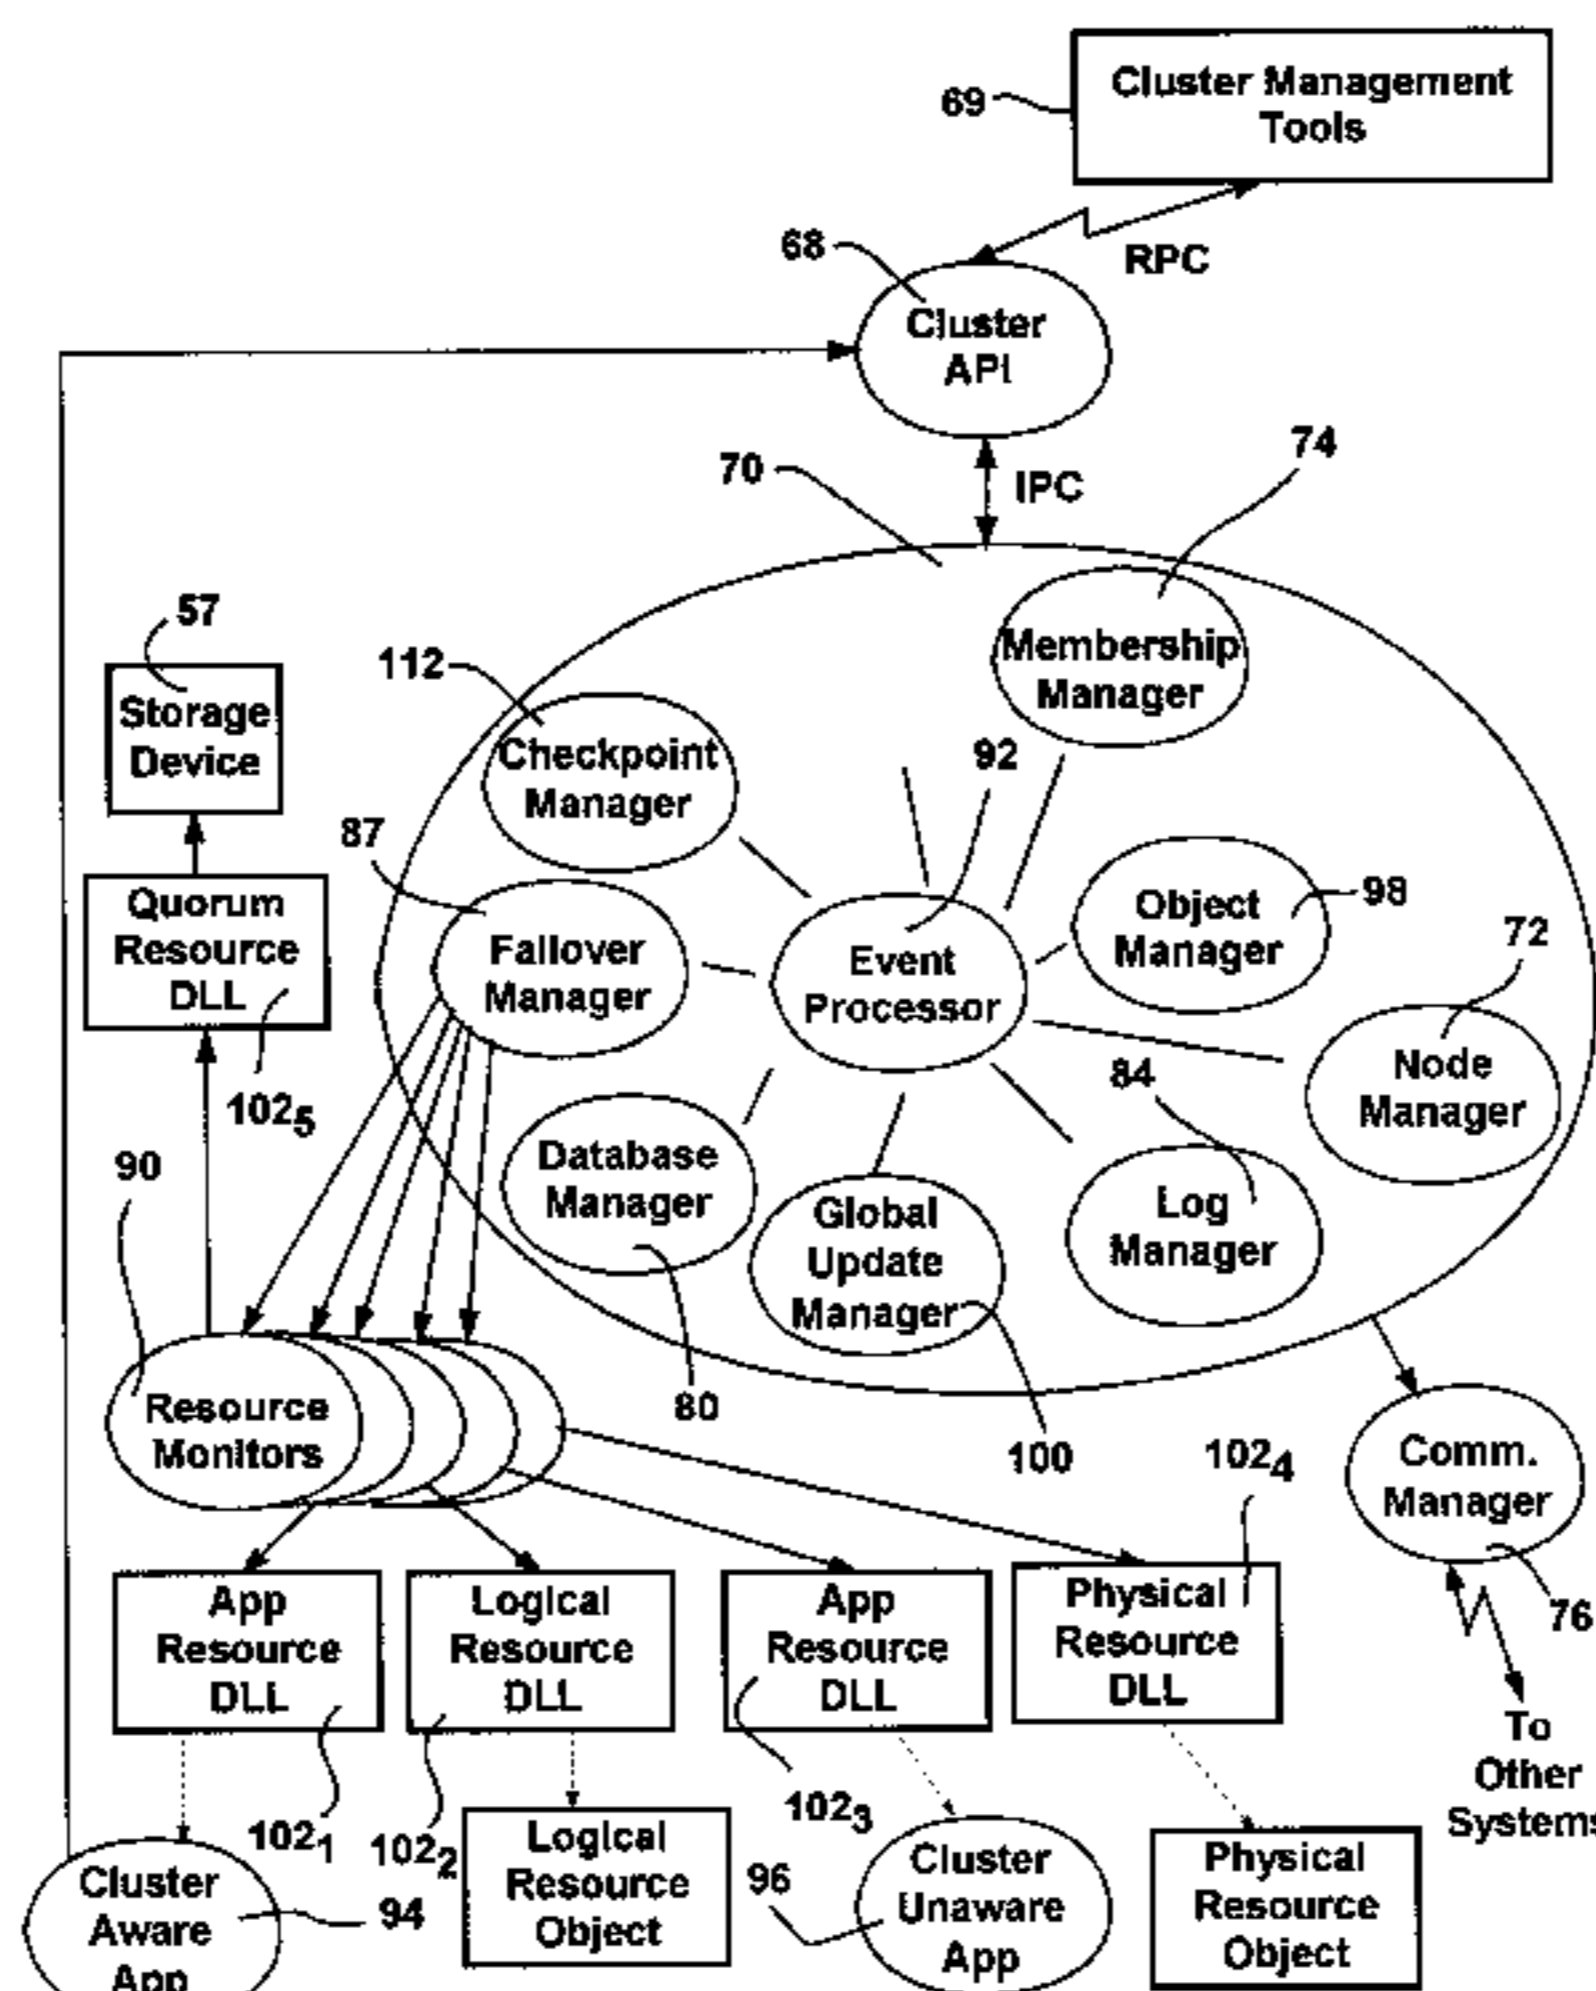 Cluster Management
Tools
69
68
RPC
Cluster
API
70
IPC
74
57
Storage
Device
112
Membership
Manager
Checkpoint
Manager
92
87
Quorum
Resource
DLL
Failover
Manager
Event
Processor
Object
Manager
98
72
Node
Manager
102₅
84
90
Database
Manager
Global
Update
Manager
Log
Manager
Resource
Monitors
80
100
102₄
Comm.
Manager
76
App
Resource
DLL
Logical
Resource
DLL
App
Resource
DLL
Physical
Resource
DLL
To
Other
Systems
102₁
102₂
102₃
Cluster
Aware
App
94
Logical
Resource
Object
96
Cluster
Unaware
App
Physical
Resource
Object